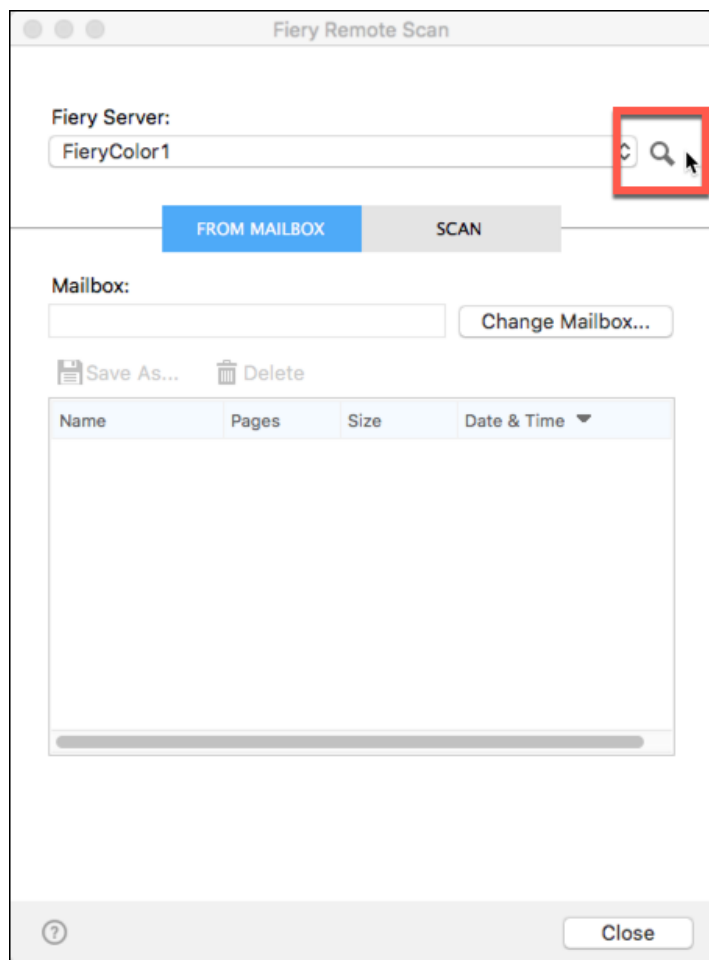 Fiery Remote Scan
Fiery Server:
FieryColor1
FROM MAILBOX SCAN
Mailbox:
Change Mailbox...
Save As... Delete
Name Pages Size Date & Time
? Close